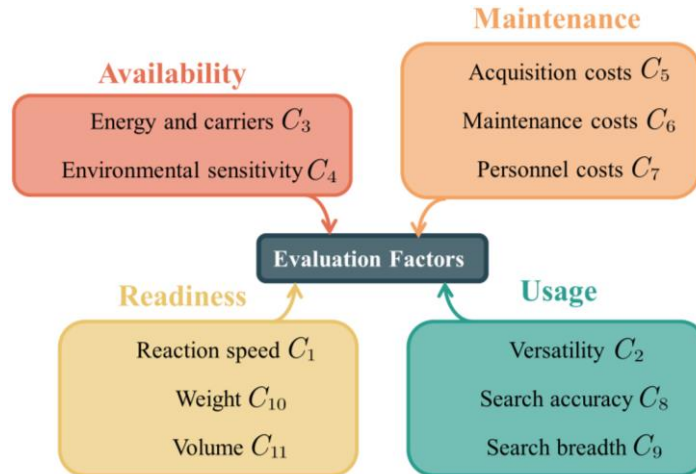 Availability
Energy and carriers C₃
Environmental sensitivity C₄
Maintenance
Acquisition costs C₅
Maintenance costs C₆
Personnel costs C₇
Evaluation Factors
Readiness
Reaction speed C₁
Weight C₁₀
Volume C₁₁
Usage
Versatility C₂
Search accuracy C₈
Search breadth C₉